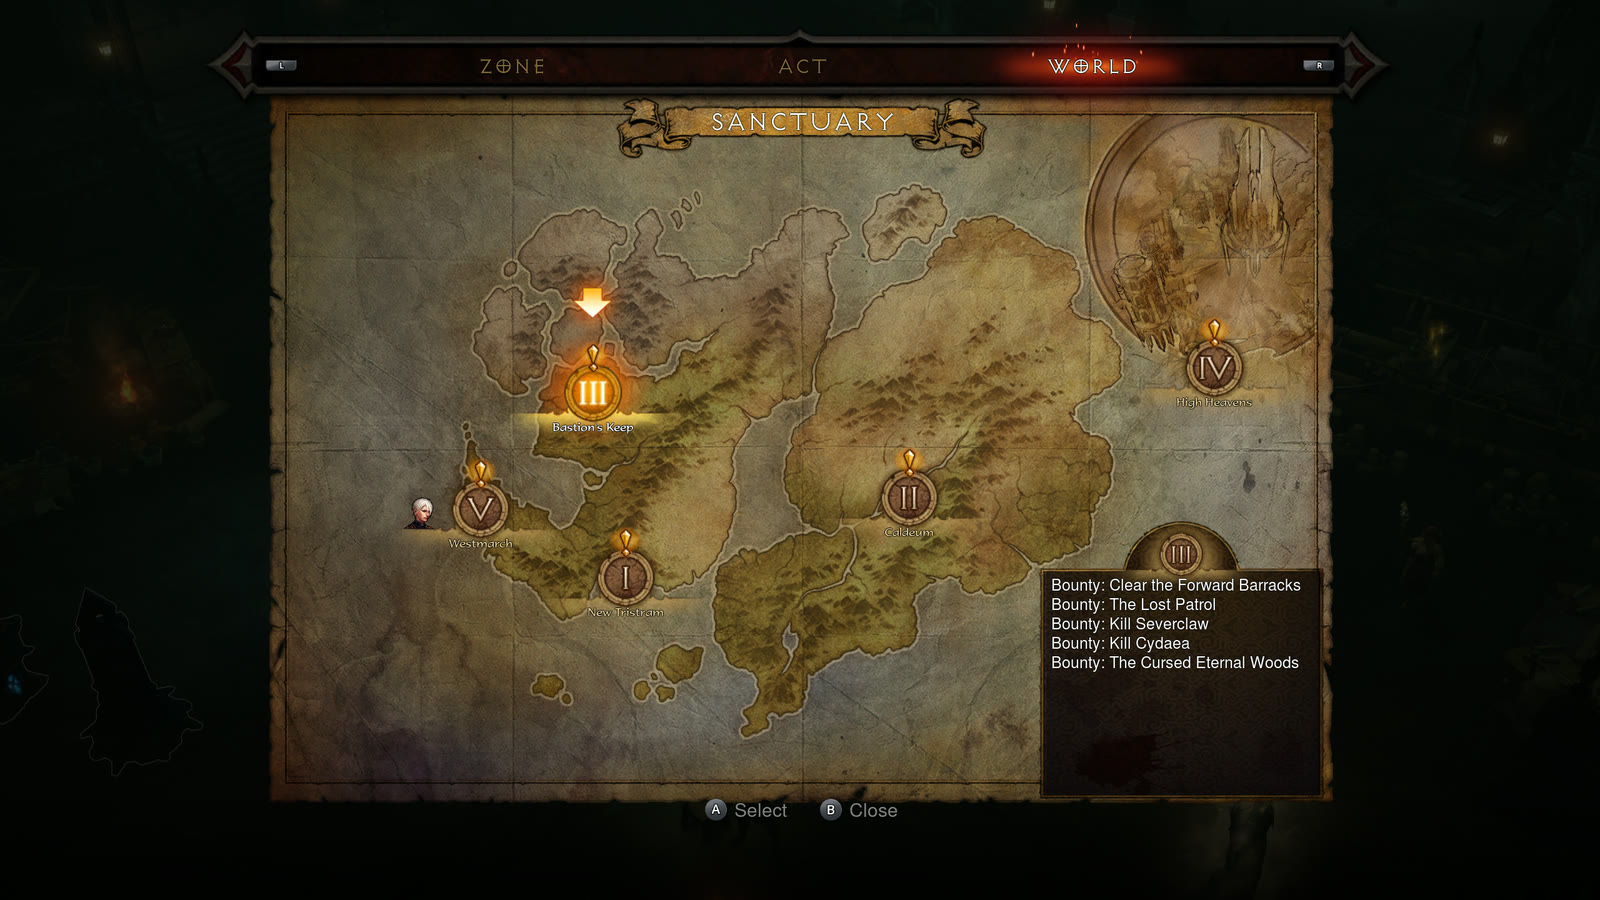 L
ZONE
ACT
WORLD
R
SANCTUARY
III
Bastion's Keep
IV
High Heavens
V
Westmarch
II
Caldeum
I
New Tristram
III
Bounty: Clear the Forward Barracks
Bounty: The Lost Patrol
Bounty: Kill Severclaw
Bounty: Kill Cydaea
Bounty: The Cursed Eternal Woods
A Select
B Close